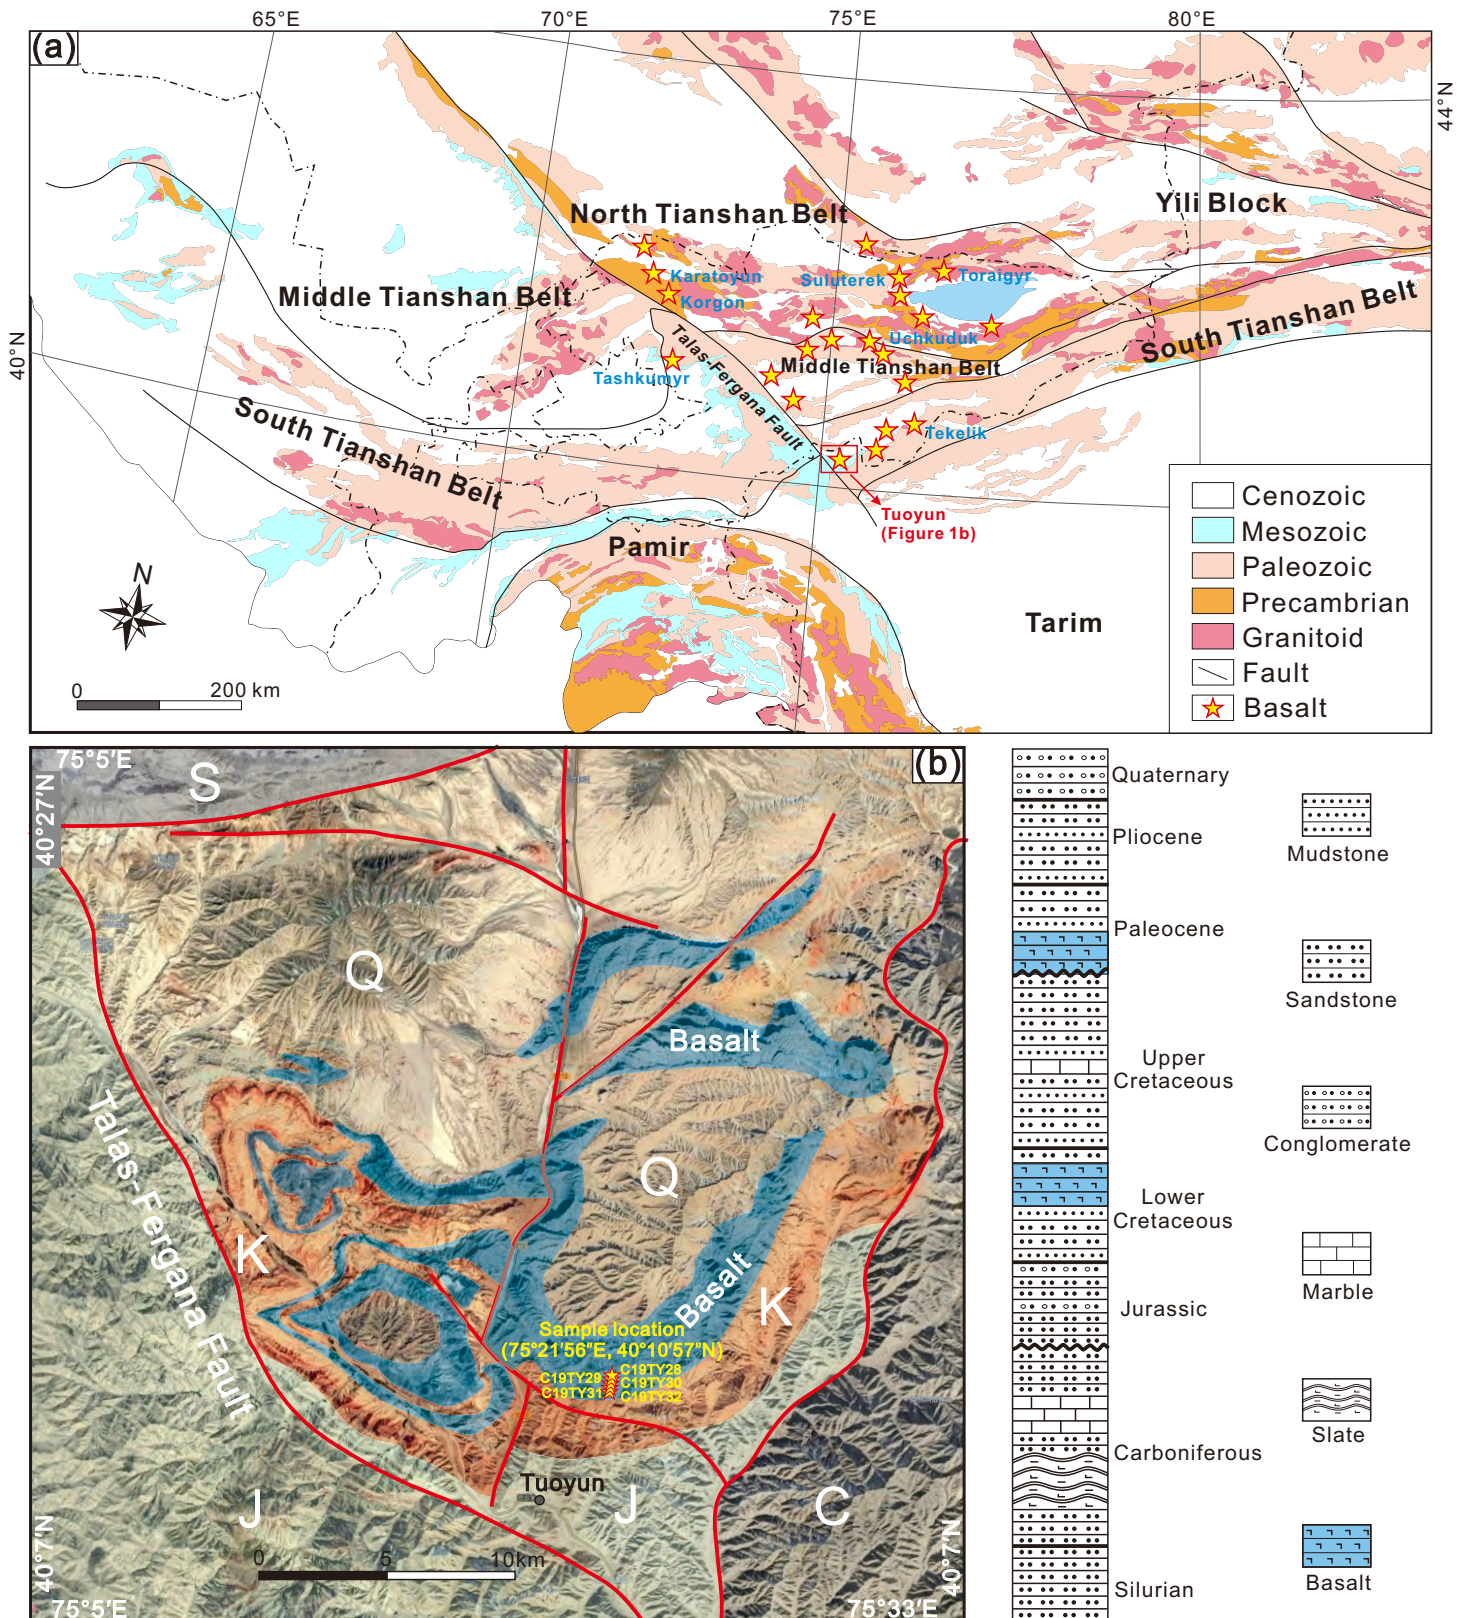 65°E
70°E
75°E
80°E
(a)
44°N
40°N
North Tianshan Belt
Yili Block
Karatoyun
Suluterek
Toraigyr
Middle Tianshan Belt
Korgon
South Tianshan Belt
Talas-Fergana Fault
Uchkuduk
Middle Tianshan Belt
Tashkumyr
South Tianshan Belt
Tekelik
Tuoyun
(Figure 1b)
Pamir
Tarim
N
0
200 km
Cenozoic
Mesozoic
Paleozoic
Precambrian
Granitoid
Fault
Basalt
75°5′E
(b)
40°27′N
S
Q
Basalt
Talas-Fergana Fault
Q
K
Basalt
K
Sample location
(75°21′56″E, 40°10′57″N)
C19TY28
C19TY29
C19TY30
C19TY31
C19TY32
Tuoyun
J
J
C
0
5
10km
40°7′N
40°7′N
75°5′E
75°33′E
Quaternary
Pliocene
Paleocene
Upper
Cretaceous
Lower
Cretaceous
Jurassic
Carboniferous
Silurian
Mudstone
Sandstone
Conglomerate
Marble
Slate
Basalt